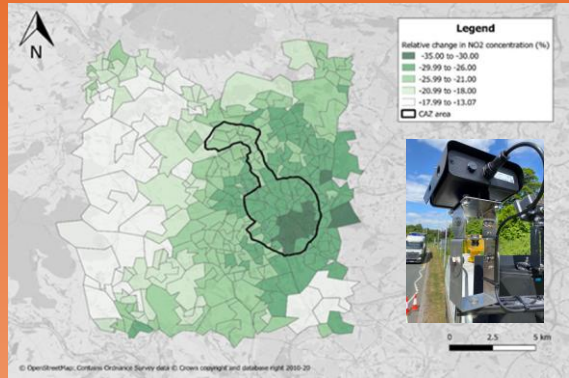 N
Legend
Relative change in NO2 concentration (%)
-35.00 to -30.00
-29.99 to -26.00
-25.99 to -21.00
-20.99 to -18.00
-17.99 to -13.07
CAZ area
0 2.5 5 km
© OpenStreetMap; Contains Ordnance Survey data © Crown copyright and database right 2010-20